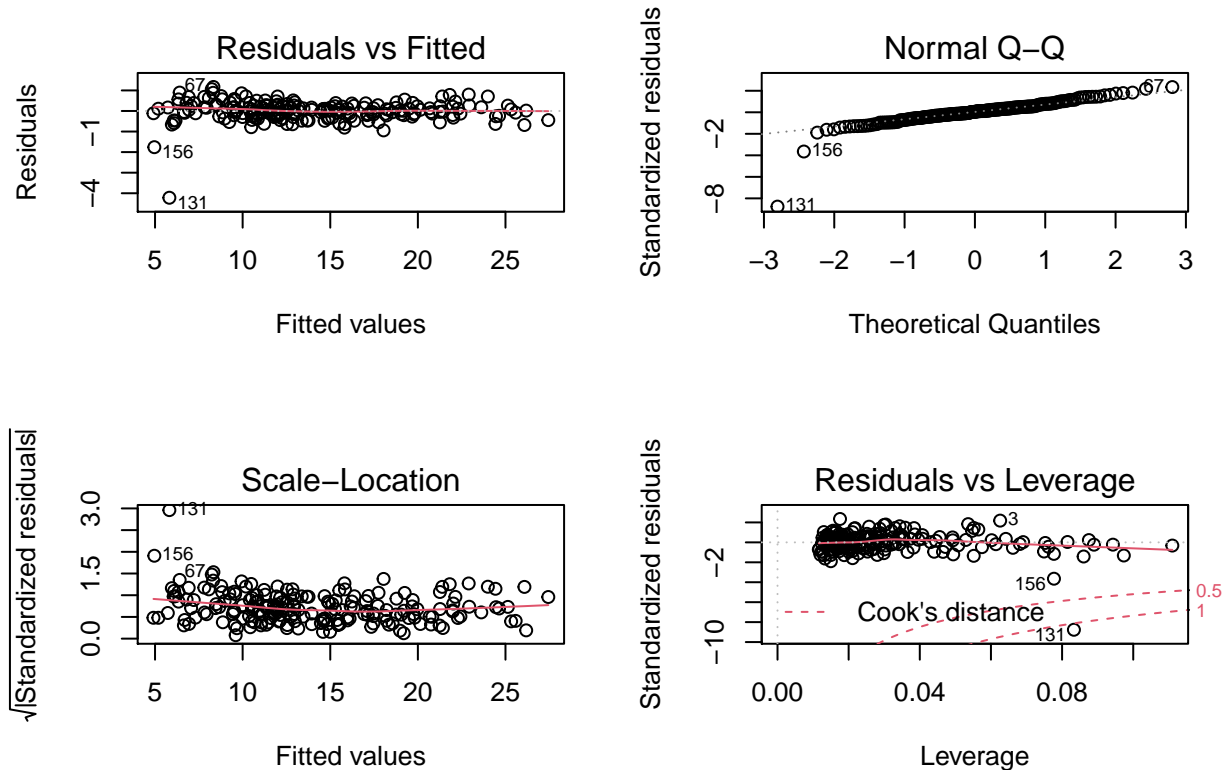 Residuals vs Fitted
Residuals
−1
−4
67
156
131
5 10 15 20 25
Fitted values
Normal Q−Q
Standardized residuals
−2
−8
67
156
131
−3 −2 −1 0 1 2 3
Theoretical Quantiles
Scale−Location
√|Standardized residuals|
3.0
1.5
0.0
131
156
67
5 10 15 20 25
Fitted values
Residuals vs Leverage
Standardized residuals
−2
−10
3
156
131
Cook's distance
0.5
1
0.00 0.04 0.08
Leverage